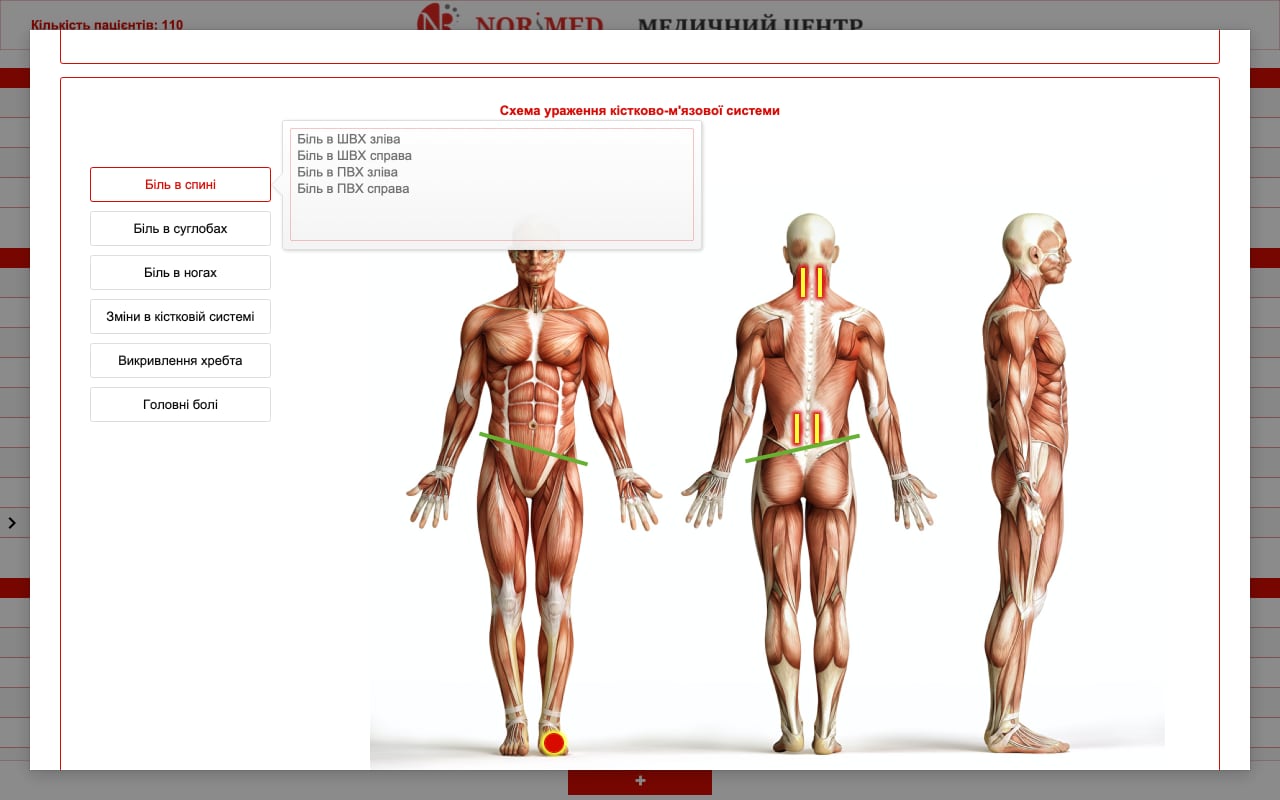 Кількість пацієнтів: 110
NORMED МЕДИЧНИЙ ЦЕНТР
Схема ураження кістково-м'язової системи
Біль в ШВХ зліва
Біль в ШВХ справа
Біль в ПВХ зліва
Біль в ПВХ справа
Біль в спині
Біль в суглобах
Біль в ногах
Зміни в кістковій системі
Викривлення хребта
Головні болі